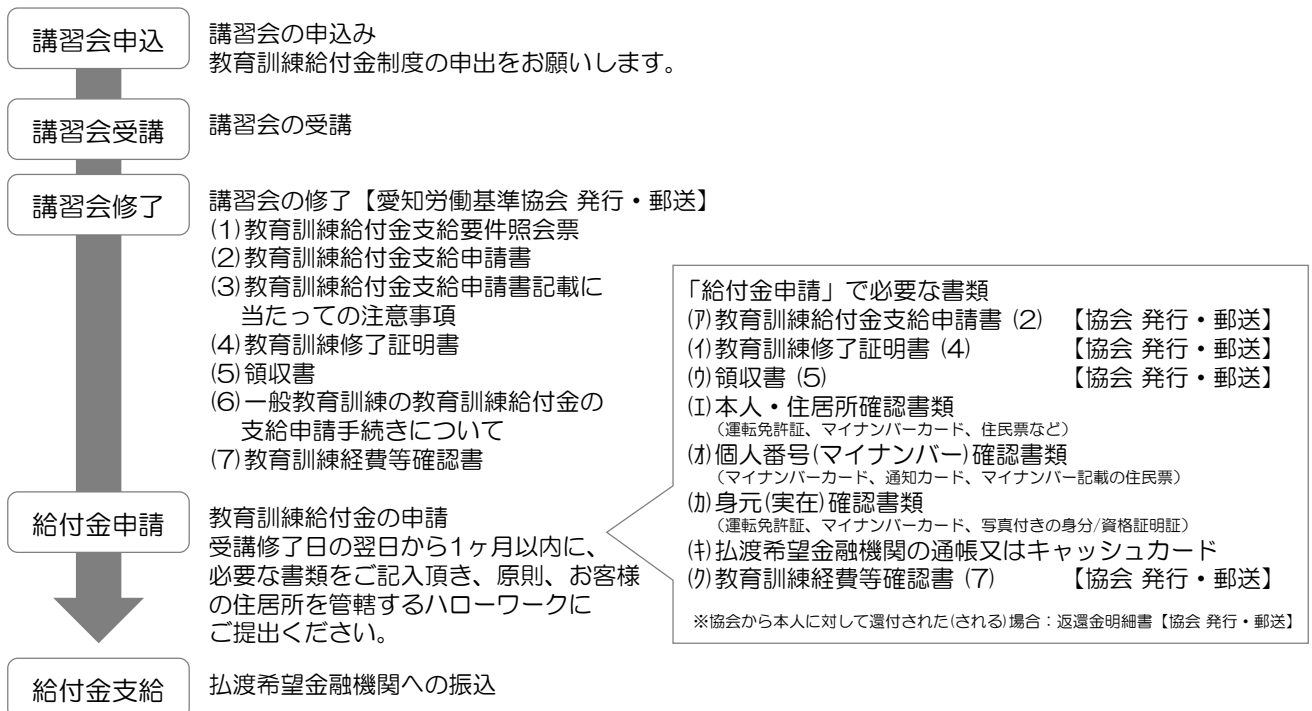 講習会申込
講習会の申込み
教育訓練給付金制度の申出をお願いします。
講習会受講
講習会の受講
講習会修了
講習会の修了【愛知労働基準協会 発行・郵送】
(1)教育訓練給付金支給要件照会票
(2)教育訓練給付金支給申請書
(3)教育訓練給付金支給申請書記載に
当たっての注意事項
(4)教育訓練修了証明書
(5)領収書
(6)一般教育訓練の教育訓練給付金の
支給申請手続きについて
(7)教育訓練経費等確認書
給付金申請
教育訓練給付金の申請
受講修了日の翌日から1ヶ月以内に、
必要な書類をご記入頂き、原則、お客様
の住居所を管轄するハローワークに
ご提出ください。
「給付金申請」で必要な書類
(ｱ)教育訓練給付金支給申請書 (2) 【協会 発行・郵送】
(ｲ)教育訓練修了証明書 (4) 【協会 発行・郵送】
(ｳ)領収書 (5) 【協会 発行・郵送】
(ｴ)本人・住居所確認書類
（運転免許証、マイナンバーカード、住民票など）
(ｵ)個人番号(マイナンバー)確認書類
（マイナンバーカード、通知カード、マイナンバー記載の住民票）
(ｶ)身元(実在)確認書類
（運転免許証、マイナンバーカード、写真付きの身分/資格証明証）
(ｷ)払渡希望金融機関の通帳又はキャッシュカード
(ｸ)教育訓練経費等確認書 (7) 【協会 発行・郵送】
※協会から本人に対して還付された(される)場合：返還金明細書【協会 発行・郵送】
給付金支給
払渡希望金融機関への振込